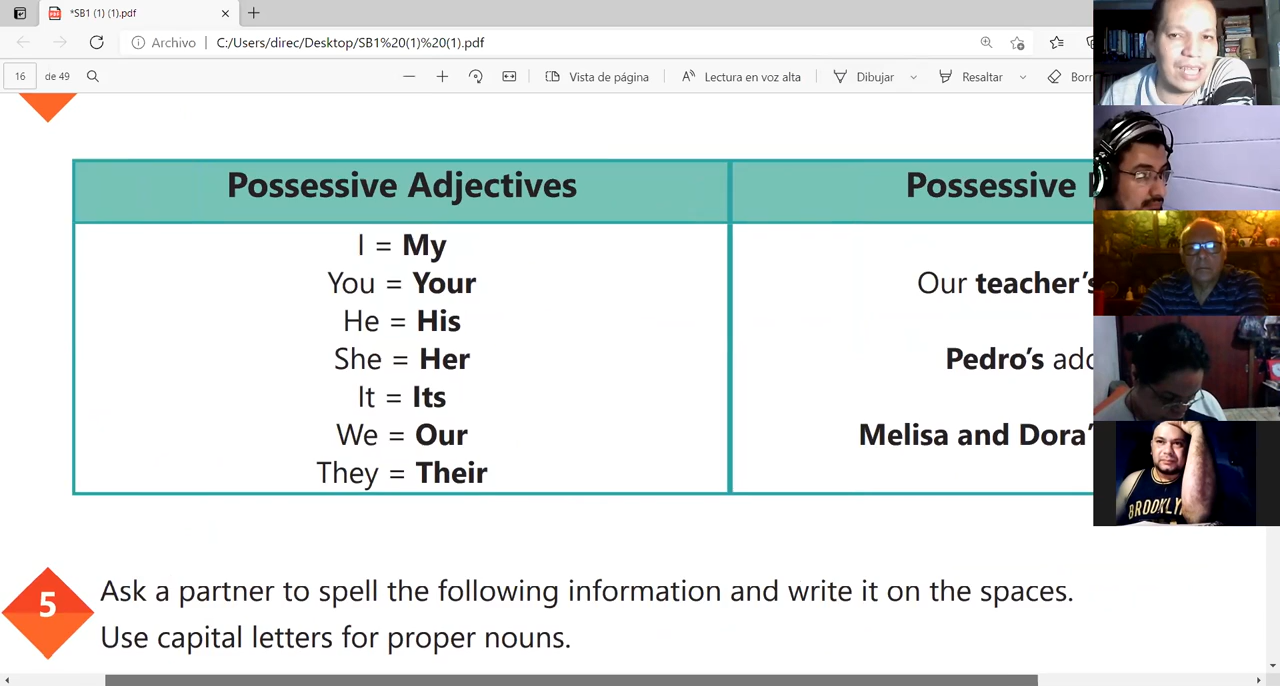 *SB1 (1) (1).pdf
Archivo | C:/Users/direc/Desktop/SB1%20(1)%20(1).pdf
16 de 49 Vista de página Lectura en voz alta Dibujar Resaltar Borr
Possessive Adjectives
I = My
You = Your
He = His
She = Her
It = Its
We = Our
They = Their
Possessive
Our teacher's
Pedro's add
Melisa and Dora'
5
Ask a partner to spell the following information and write it on the spaces.
Use capital letters for proper nouns.
BROOKLYN